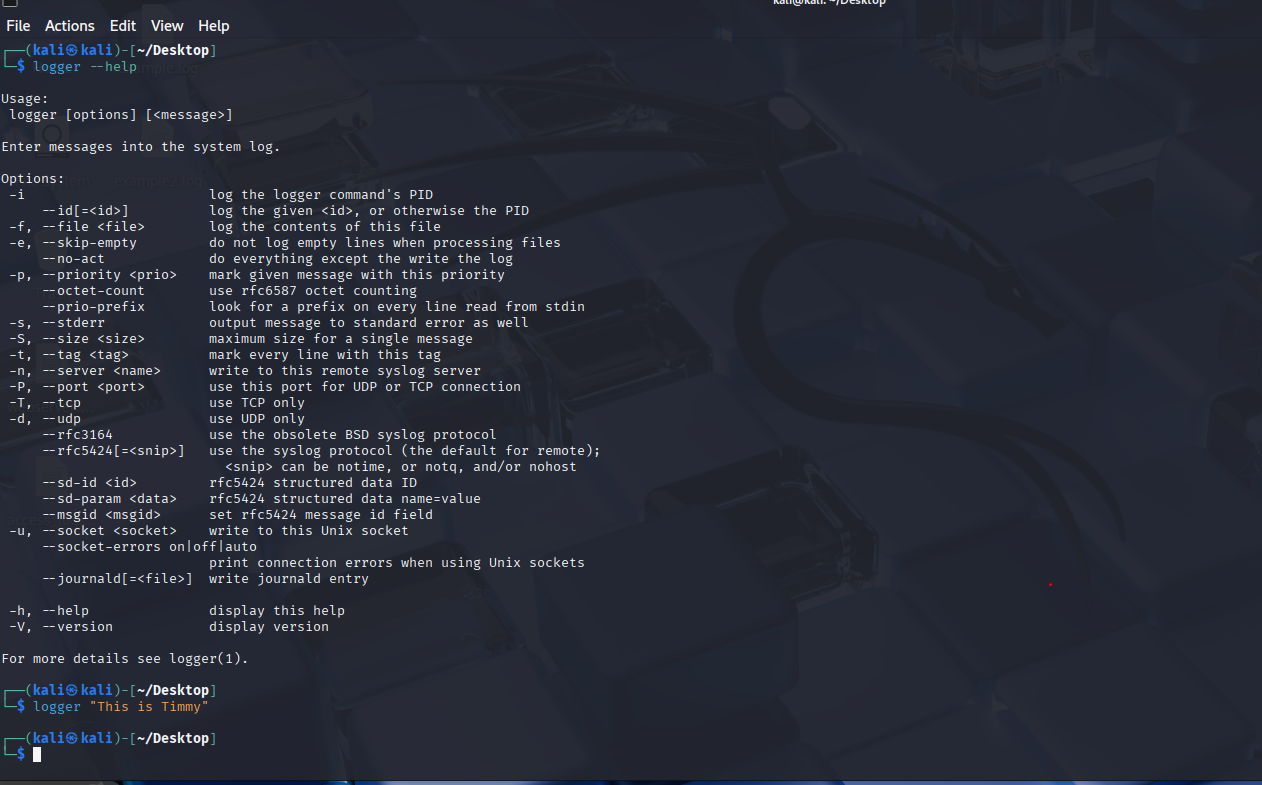 kali@kali: ~/Desktop
File Actions Edit View Help
┌──(kali㉿kali)-[~/Desktop]
└─$ logger --help
Usage:
logger [options] [<message>]
Enter messages into the system log.
Options:
-i log the logger command's PID
--id[=<id>] log the given <id>, or otherwise the PID
-f, --file <file> log the contents of this file
-e, --skip-empty do not log empty lines when processing files
--no-act do everything except the write the log
-p, --priority <prio> mark given message with this priority
--octet-count use rfc6587 octet counting
--prio-prefix look for a prefix on every line read from stdin
-s, --stderr output message to standard error as well
-S, --size <size> maximum size for a single message
-t, --tag <tag> mark every line with this tag
-n, --server <name> write to this remote syslog server
-P, --port <port> use this port for UDP or TCP connection
-T, --tcp use TCP only
-d, --udp use UDP only
--rfc3164 use the obsolete BSD syslog protocol
--rfc5424[=<snip>] use the syslog protocol (the default for remote);
<snip> can be notime, or notq, and/or nohost
--sd-id <id> rfc5424 structured data ID
--sd-param <data> rfc5424 structured data name=value
--msgid <msgid> set rfc5424 message id field
-u, --socket <socket> write to this Unix socket
--socket-errors on|off|auto
print connection errors when using Unix sockets
--journald[=<file>] write journald entry
-h, --help display this help
-V, --version display version
For more details see logger(1).
┌──(kali㉿kali)-[~/Desktop]
└─$ logger "This is Timmy"
┌──(kali㉿kali)-[~/Desktop]
└─$